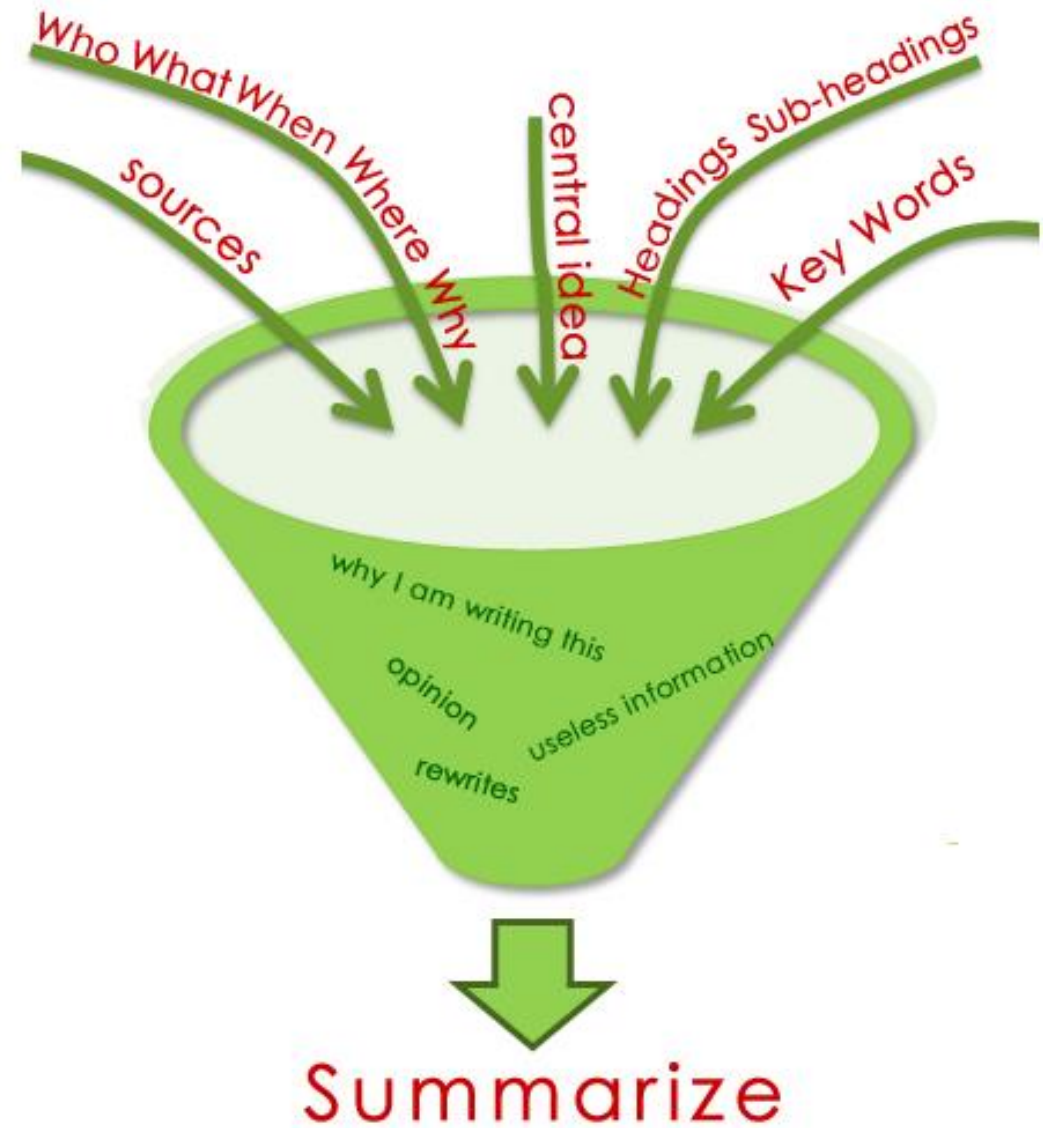 Who What When Where Why
sources
central idea
Headings Sub-headings
Key Words
why I am writing this
opinion
useless information
rewrites
Summarize